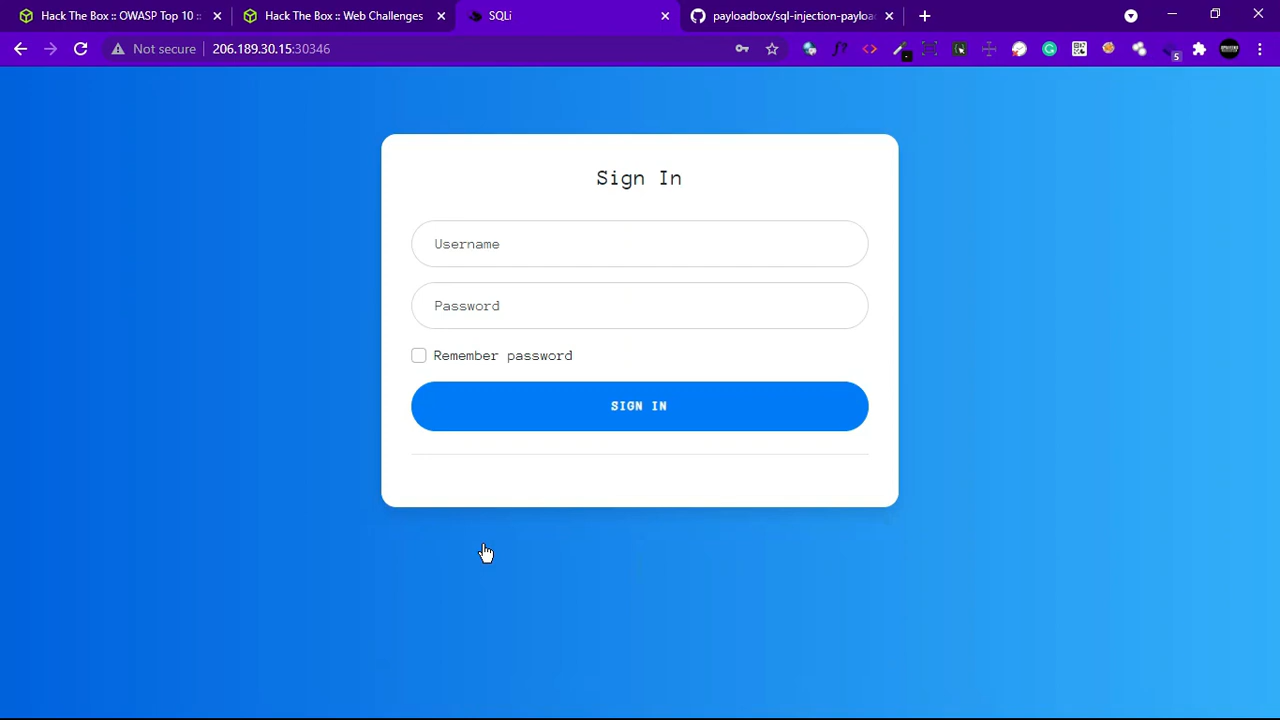 Hack The Box :: OWASP Top 10 ::
Hack The Box :: Web Challenges
SQLi
payloadbox/sql-injection-payloa
Not secure
206.189.30.15:30346
5
Sign In
Username
Password
Remember password
SIGN IN